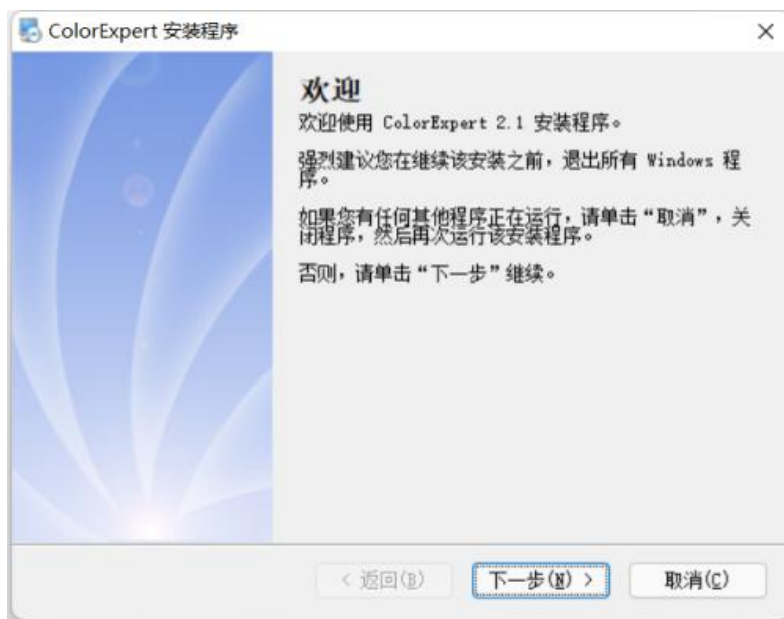 ColorExpert 安装程序
欢迎
欢迎使用 ColorExpert 2.1 安装程序。
强烈建议您在继续该安装之前，退出所有 Windows 程
序。
如果您有任何其他程序正在运行，请单击“取消”，关
闭程序，然后再次运行该安装程序。
否则，请单击“下一步”继续。
< 返回(B)
下一步(N) >
取消(C)